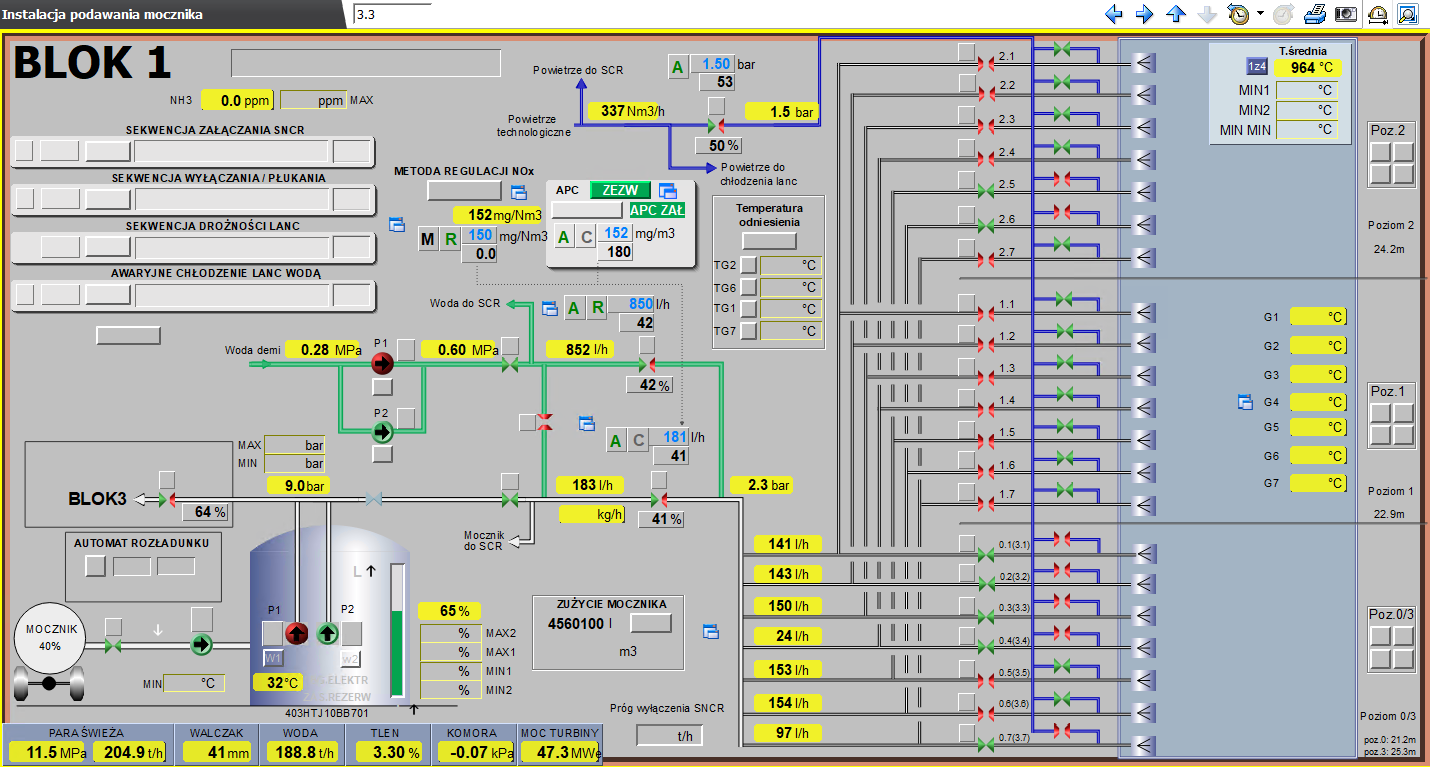 Instalacja podawania mocznika
3.3
BLOK 1
NH3 0.0 ppm ppm MAX
SEKWENCJA ZAŁĄCZANIA SNCR
SEKWENCJA WYŁĄCZANIA / PŁUKANIA
SEKWENCJA DROŻNOŚCI LANC
AWARYJNE CHŁODZENIE LANC WODĄ
Powietrze do SCR
A 1.50 bar
53
337 Nm3/h
1.5 bar
Powietrze
technologiczne
50 %
Powietrze do
chłodzenia lanc
METODA REGULACJI NOx
152 mg/Nm3
M R 150 mg/Nm3
0.0
APC ZEZW
APC ZAŁ
A C 152 mg/m3
180
Temperatura
odniesienia
TG2 °C
TG6 °C
TG1 °C
TG7 °C
Woda do SCR
A R 850 l/h
42
Woda demi 0.28 MPa
P1
0.60 MPa
852 l/h
42 %
P2
A C 181 l/h
41
MAX bar
MIN bar
9.0 bar
BLOK3
64 %
183 l/h
kg/h
41 %
2.3 bar
Mocznik
do SCR
AUTOMAT ROZŁADUNKU
MOCZNIK
40%
MIN °C
L
P1 P2
W1 W2
32 °C
S.ELEKTR
S.REZERW
403HTJ10BB701
65 %
% MAX2
% MAX1
% MIN1
% MIN2
ZUŻYCIE MOCZNIKA
4560100 l
m3
Próg wyłączenia SNCR
t/h
141 l/h
143 l/h
150 l/h
24 l/h
153 l/h
154 l/h
97 l/h
2.1
2.2
2.3
2.4
2.5
2.6
2.7
1.1
1.2
1.3
1.4
1.5
1.6
1.7
0.1(3.1)
0.2(3.2)
0.3(3.3)
0.4(3.4)
0.5(3.5)
0.6(3.6)
0.7(3.7)
T.średnia
1z4 964 °C
MIN1 °C
MIN2 °C
MIN MIN °C
G1 °C
G2 °C
G3 °C
G4 °C
G5 °C
G6 °C
G7 °C
Poz.2
Poziom 2
24.2m
Poz.1
Poziom 1
22.9m
Poz.0/3
Poziom 0/3
poz.0: 21.2m
poz.3: 25.3m
PARA ŚWIEŻA
11.5 MPa 204.9 t/h
WALCZAK
41 mm
WODA
188.8 t/h
TLEN
3.30 %
KOMORA
-0.07 kPa
MOC TURBINY
47.3 MWe